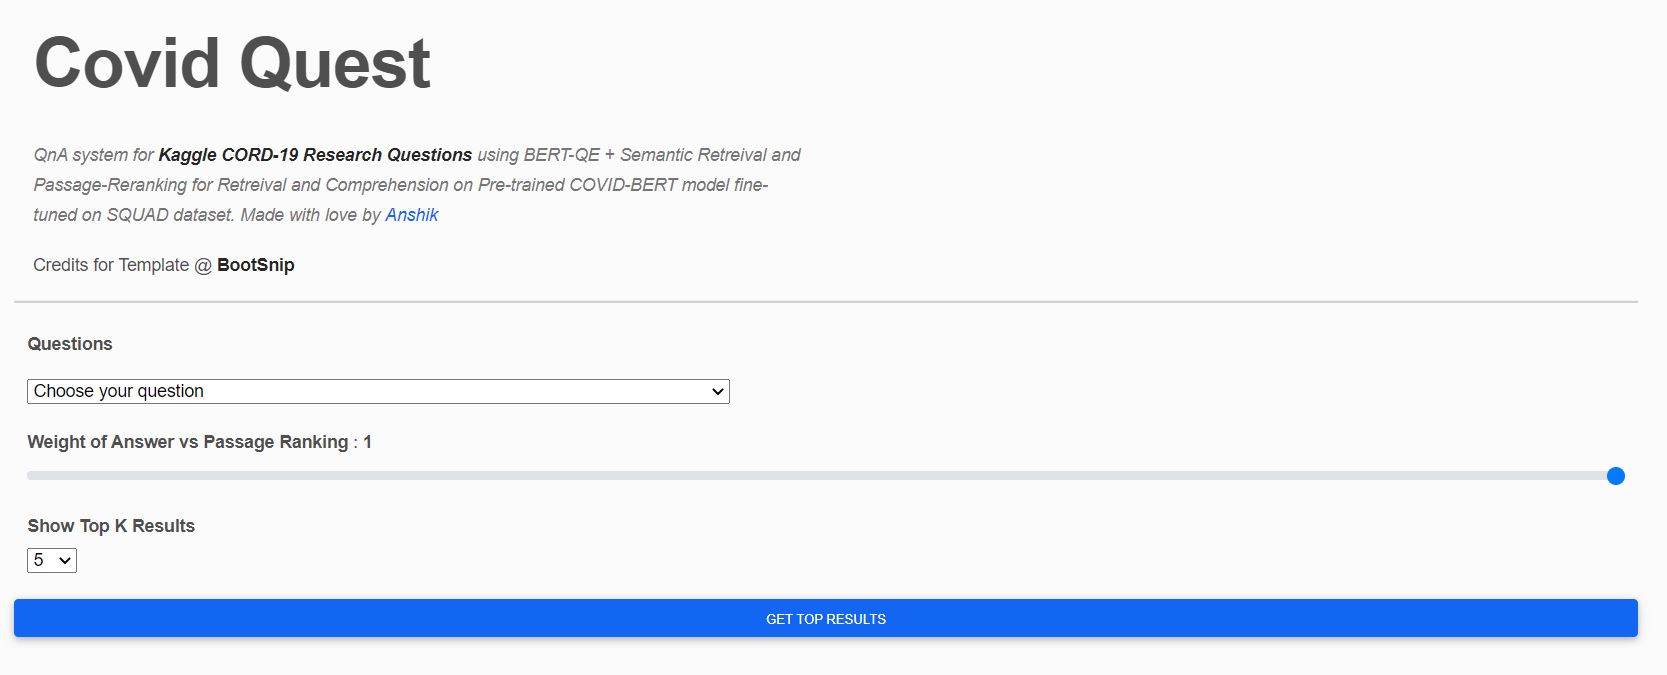 Covid Quest
QnA system for Kaggle CORD-19 Research Questions using BERT-QE + Semantic Retreival and
Passage-Reranking for Retreival and Comprehension on Pre-trained COVID-BERT model fine-
tuned on SQUAD dataset. Made with love by Anshik
Credits for Template @ BootSnip
Questions
Choose your question
Weight of Answer vs Passage Ranking : 1
Show Top K Results
5
GET TOP RESULTS